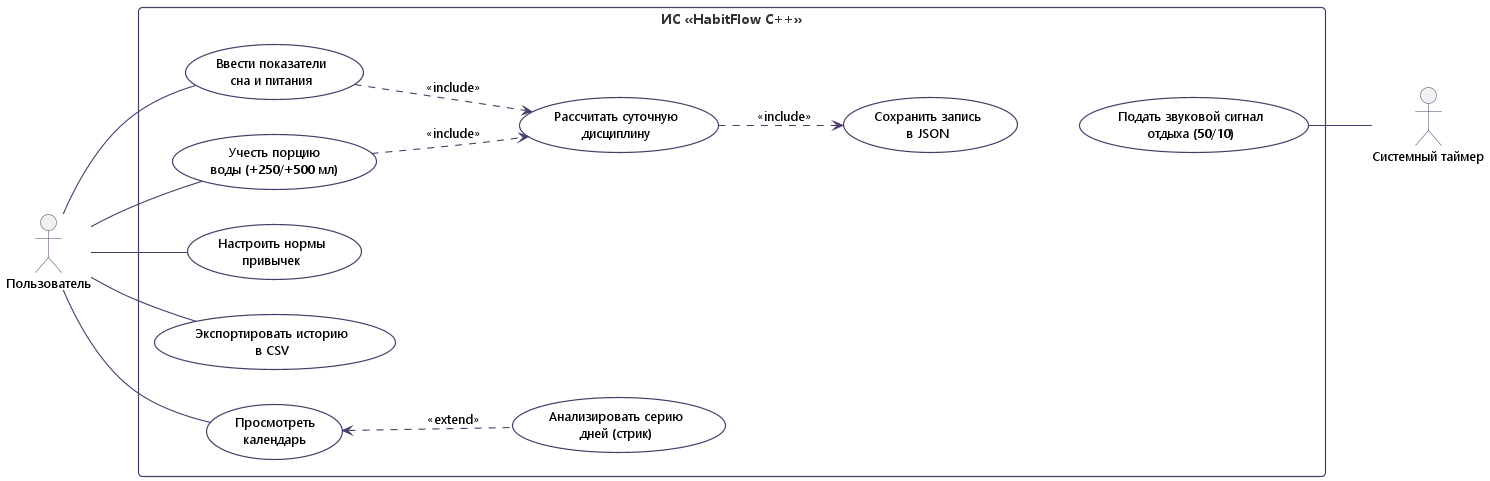 ИС «HabitFlow C++»
Ввести показатели
сна и питания
«include»
Рассчитать суточную
дисциплину
«include»
Сохранить запись
в JSON
Подать звуковой сигнал
отдыха (50/10)
Системный таймер
Учесть порцию
воды (+250/+500 мл)
«include»
Настроить нормы
привычек
Пользователь
Экспортировать историю
в CSV
Просмотреть
календарь
«extend»
Анализировать серию
дней (стрик)